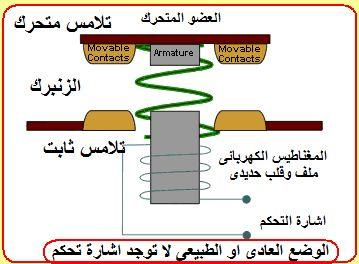 العضو المتحرك
تلامس متحرك
Movable
Contacts
Armature
Movable
Contacts
الزنبرك
تلامس ثابت
المغناطيس الكهربائى
ملف وقلب حديدى
اشارة التحكم
الوضع العادى او الطبيعي لا توجد اشارة تحكم